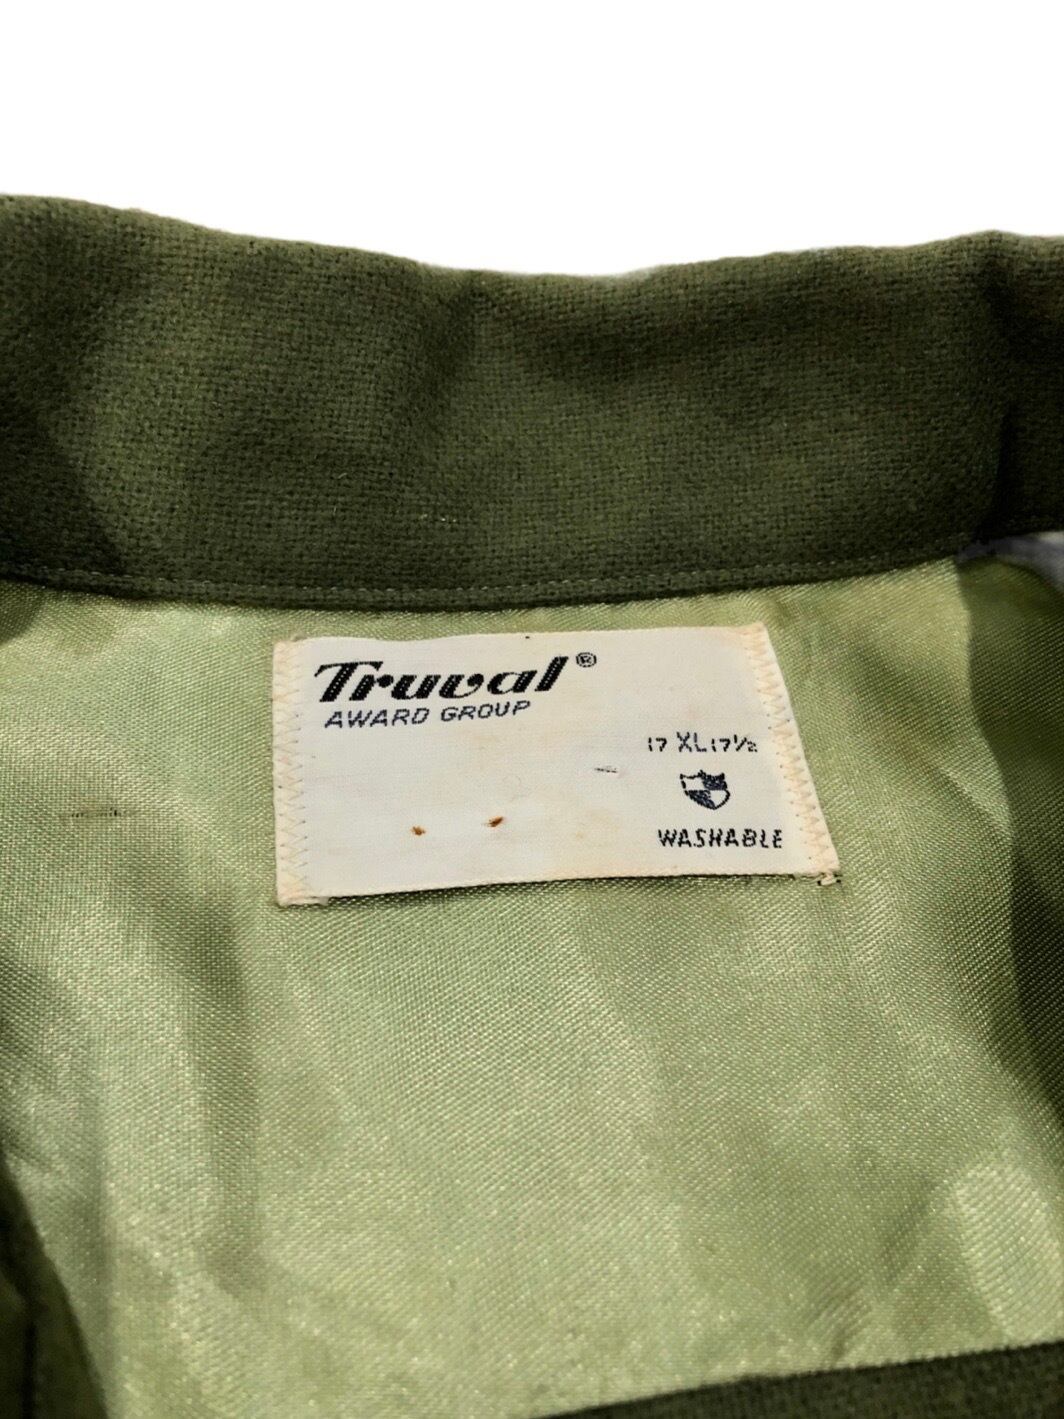 Truval®
AWARD GROUP
17 XL 17½
WASHABLE